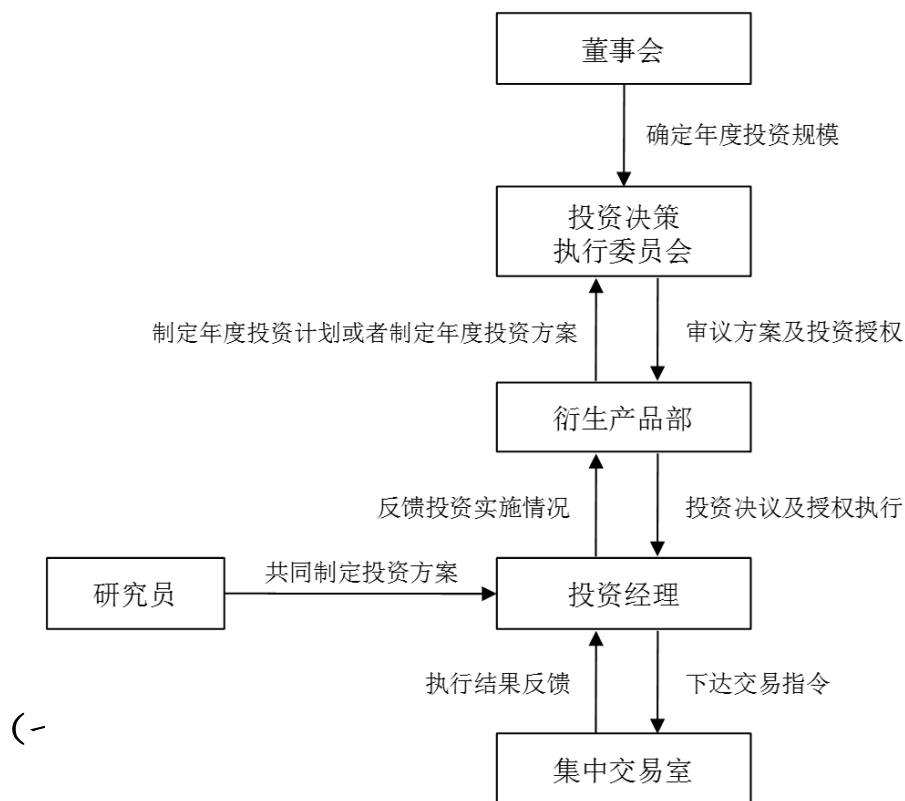 董事会
确定年度投资规模
投资决策
执行委员会
制定年度投资计划或者制定年度投资方案
审议方案及投资授权
衍生产品部
反馈投资实施情况
投资决议及授权执行
研究员
共同制定投资方案
投资经理
执行结果反馈
下达交易指令
集中交易室